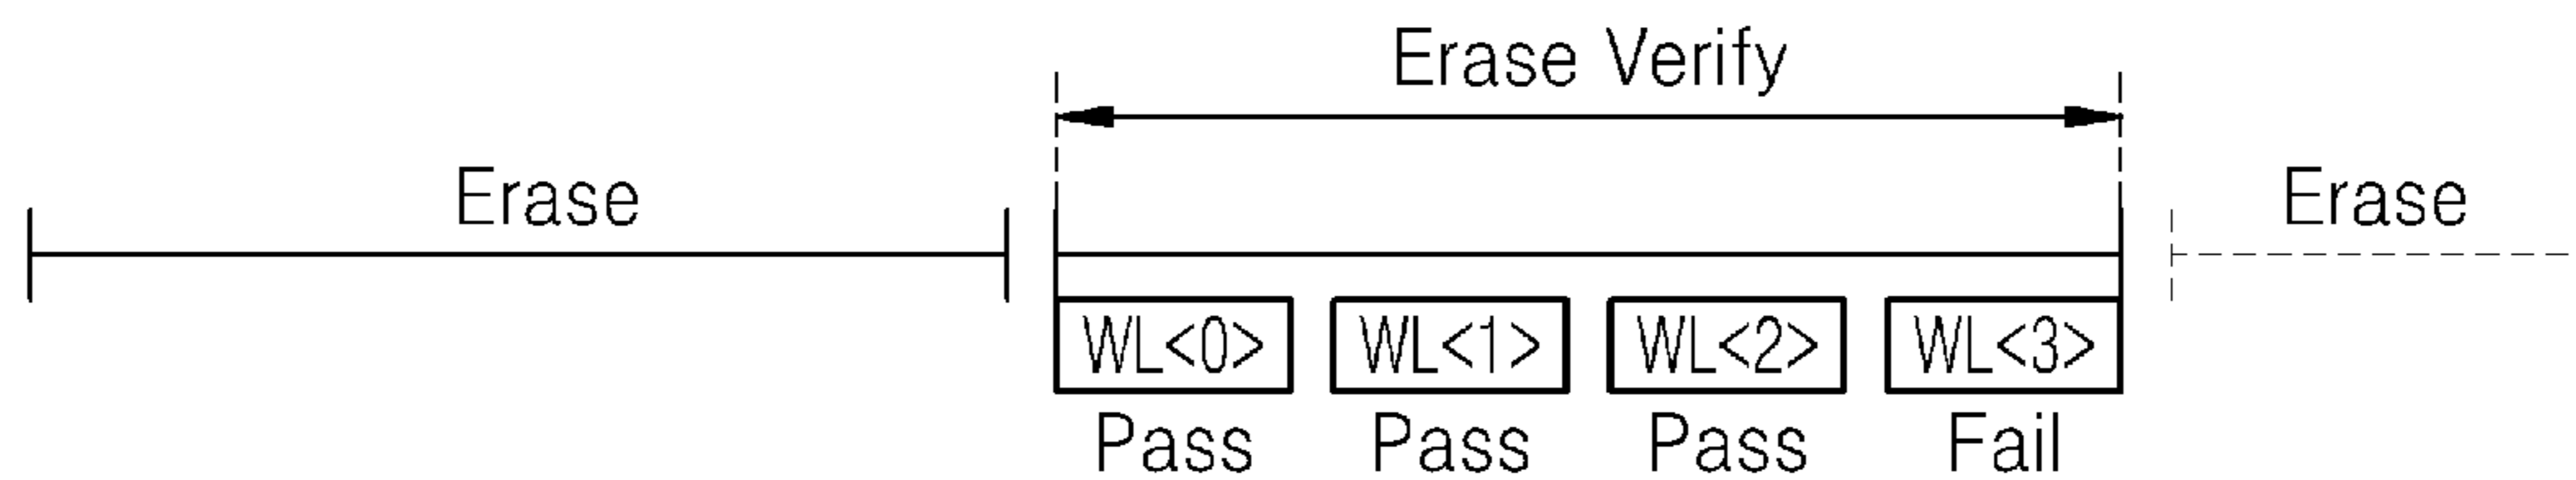 Erase Verify
Erase Erase
WL<0> WL<1> WL<2> WL<3>
Pass Pass Pass Fail